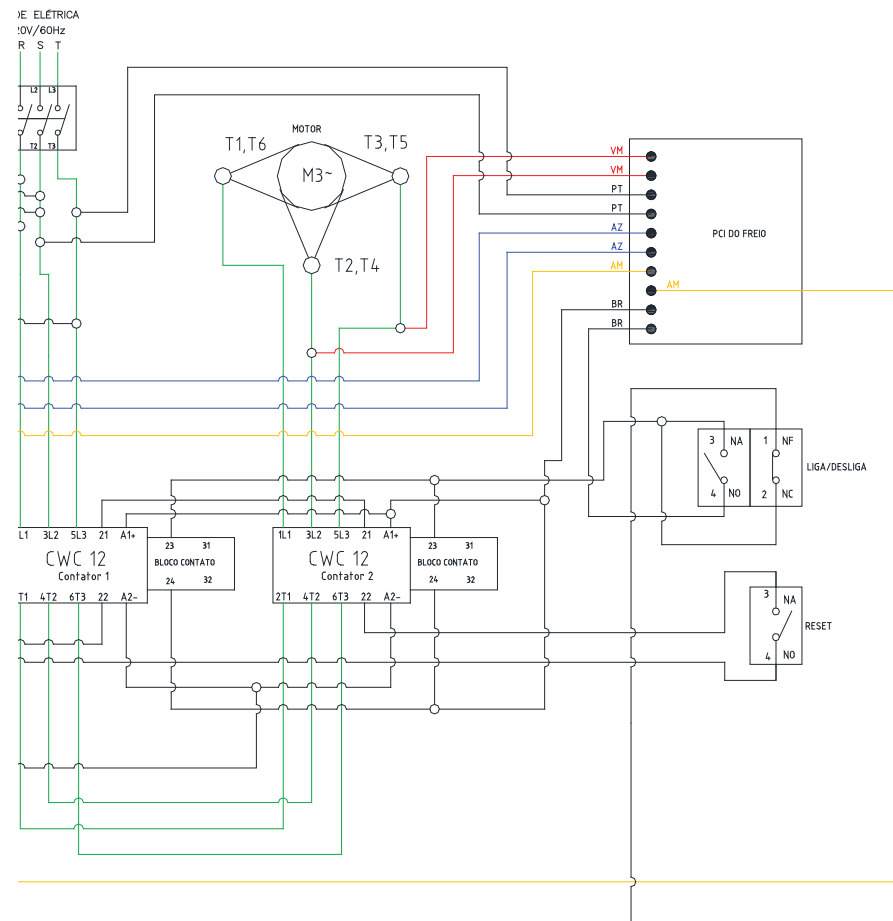 DE ELÉTRICA
20V/60Hz
R S T
L2 L3
T2 T3
MOTOR
T1,T6
T3,T5
M3~
T2,T4
VM
VM
PT
PT
AZ
AZ
AM
AM
BR
BR
PCI DO FREIO
3 NA
4 NO
1 NF
2 NC
LIGA/DESLIGA
L1 3L2 5L3 21 A1+
CWC 12
Contator 1
T1 4T2 6T3 22 A2-
23 31
BLOCO CONTATO
24 32
1L1 3L2 5L3 21 A1+
CWC 12
Contator 2
2T1 4T2 6T3 22 A2-
23 31
BLOCO CONTATO
24 32
3 NA
4 NO
RESET